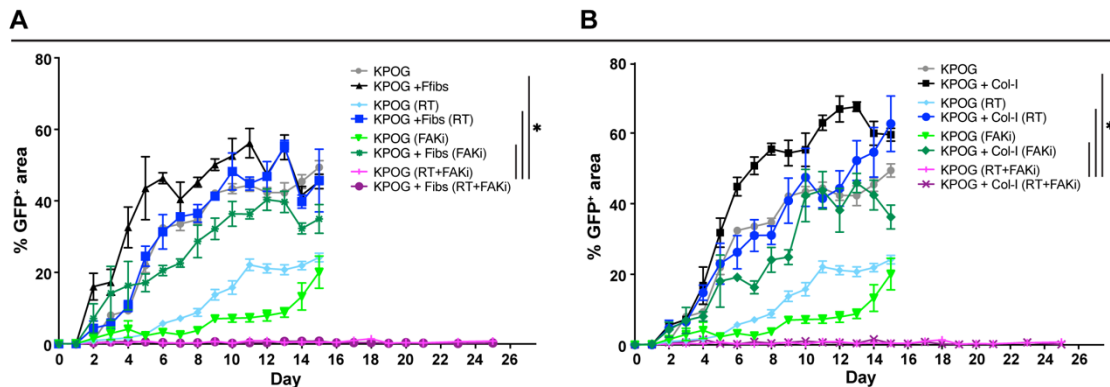 A
% GFP+ area
80
60
40
20
0
0 2 4 6 8 10 12 14 16 18 20 22 24 26
Day
KPOG
KPOG +Ffibs
KPOG (RT)
KPOG +Fibs (RT)
KPOG (FAKi)
KPOG + Fibs (FAKi)
KPOG (RT+FAKi)
KPOG + Fibs (RT+FAKi)
*
B
% GFP+ area
80
60
40
20
0
0 2 4 6 8 10 12 14 16 18 20 22 24 26
Day
KPOG
KPOG + Col-I
KPOG (RT)
KPOG + Col-I (RT)
KPOG (FAKi)
KPOG + Col-I (FAKi)
KPOG (RT+FAKi)
KPOG + Col-I (RT+FAKi)
*